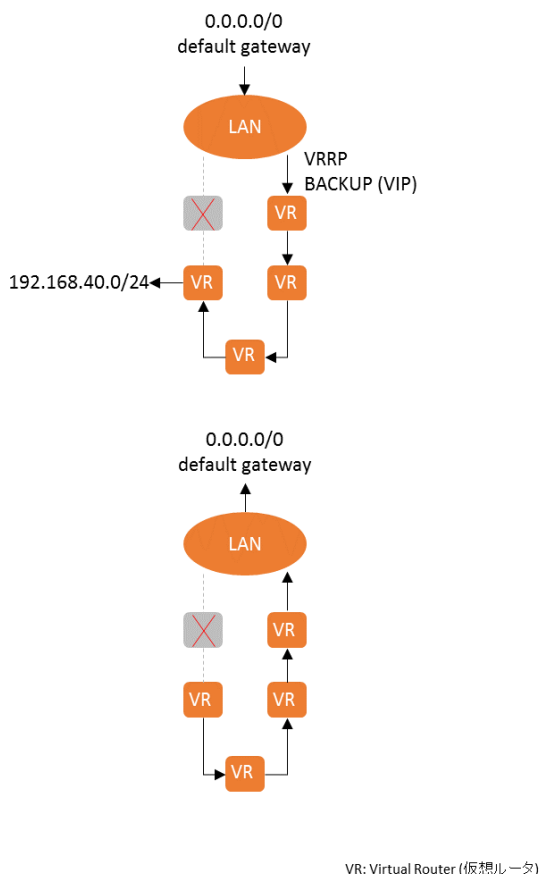 0.0.0.0/0
default gateway
LAN
VRRP
BACKUP (VIP)
VR
192.168.40.0/24
VR
VR
VR
0.0.0.0/0
default gateway
LAN
VR
VR
VR
VR
VR: Virtual Router (仮想ルータ)